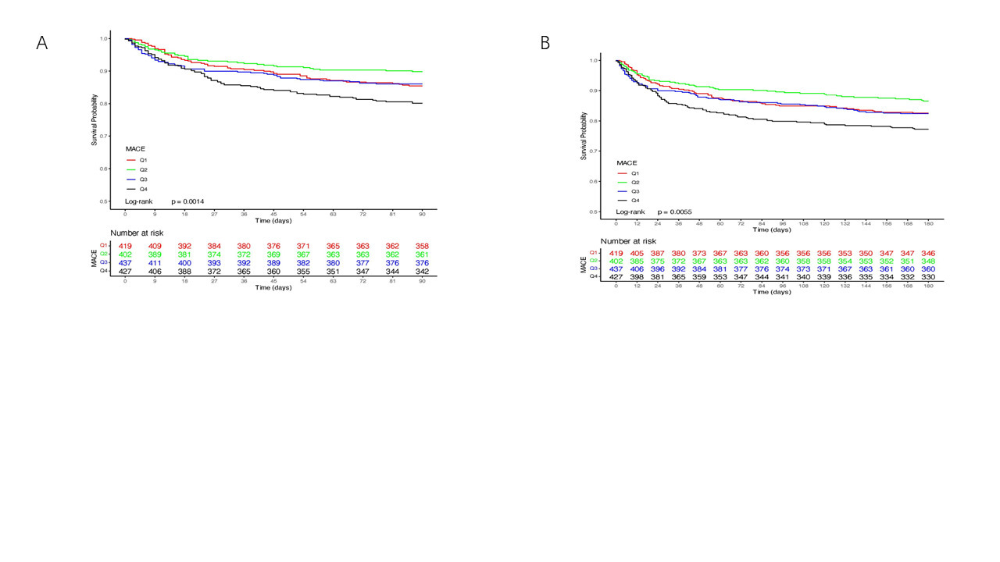 A
Survival Probability
1.0
0.9
0.8
0.7
0.6
0.5
MACE
Q1
Q2
Q3
Q4
Log-rank p = 0.0014
0 9 18 27 36 45 54 63 72 81 90
Time (days)
Number at risk
MACE
Q1 419 409 392 384 380 376 371 365 363 362 358
Q2 402 389 381 374 372 369 367 363 363 362 361
Q3 437 411 400 393 392 389 382 380 377 376 376
Q4 427 406 388 372 365 360 355 351 347 344 342
0 9 18 27 36 45 54 63 72 81 90
Time (days)
B
Survival Probability
1.0
0.9
0.8
0.7
0.6
0.5
MACE
Q1
Q2
Q3
Q4
Log-rank p = 0.0055
0 12 24 36 48 60 72 84 96 108 120 132 144 156 168 180
Time (days)
Number at risk
MACE
Q1 419 405 387 380 373 367 363 360 356 356 356 353 350 347 347 346
Q2 402 385 375 372 367 363 363 362 360 358 358 354 353 352 351 348
Q3 437 406 396 392 384 381 377 376 374 373 371 367 363 361 360 360
Q4 427 398 381 365 359 353 347 344 341 340 339 336 335 334 332 330
0 12 24 36 48 60 72 84 96 108 120 132 144 156 168 180
Time (days)